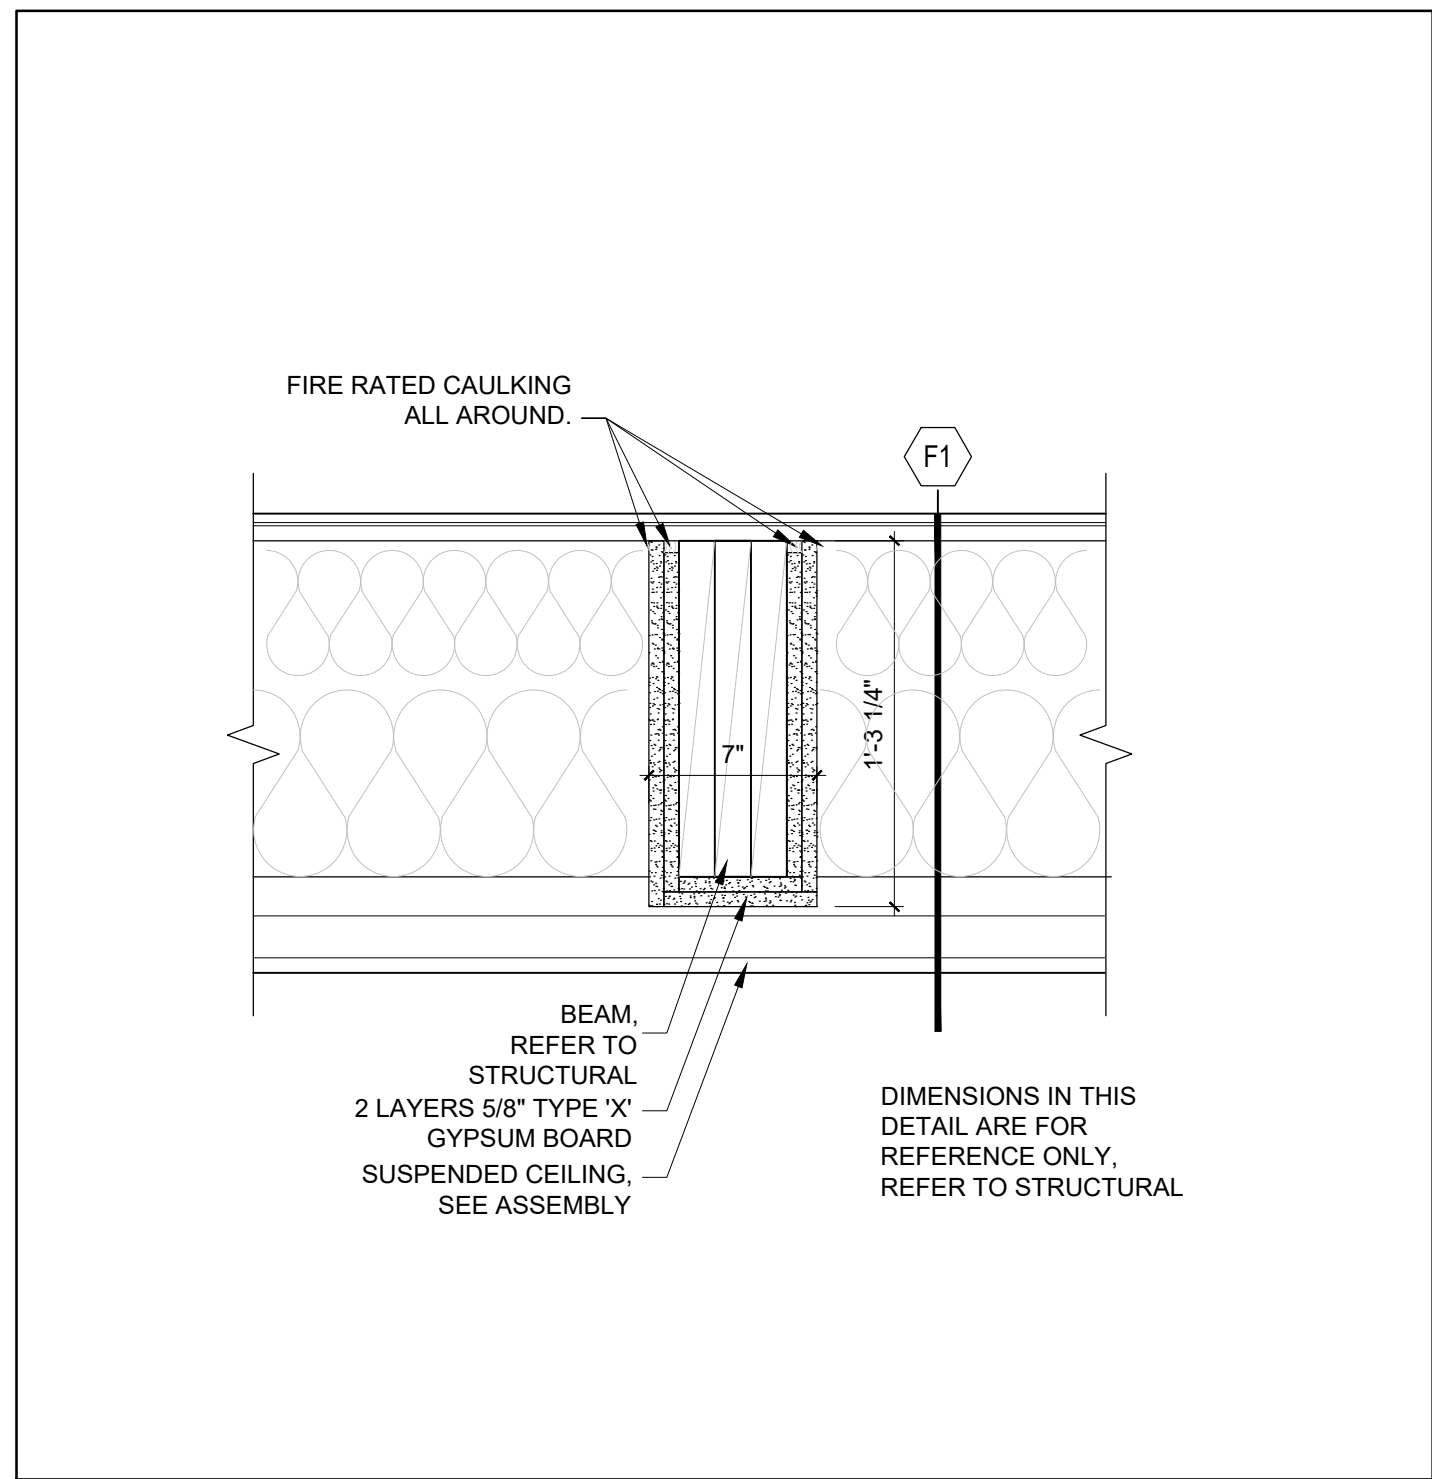 FIRE RATED CAULKING
ALL AROUND.
F1
1'-3 1/4"
7"
BEAM,
REFER TO
STRUCTURAL
2 LAYERS 5/8" TYPE 'X'
GYPSUM BOARD
SUSPENDED CEILING,
SEE ASSEMBLY
DIMENSIONS IN THIS
DETAIL ARE FOR
REFERENCE ONLY,
REFER TO STRUCTURAL